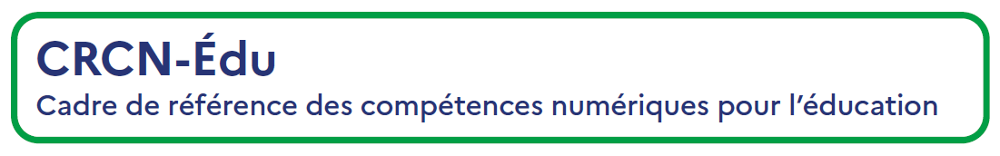 CRCN-Édu
Cadre de référence des compétences numériques pour l’éducation